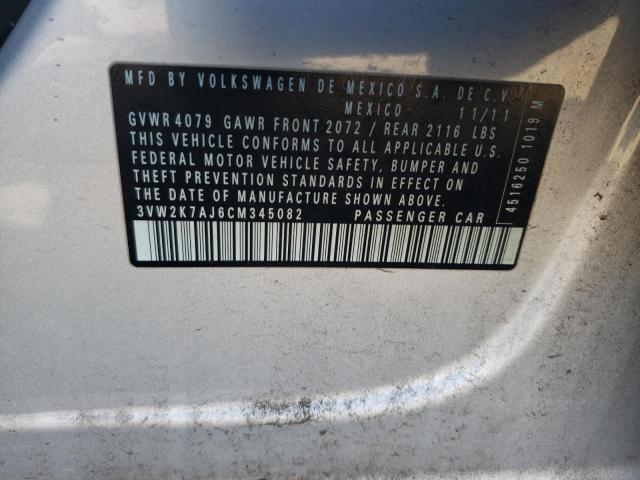 MFD BY VOLKSWAGEN DE MEXICO S.A. DE C.V
MEXICO 11/11
GVWR 4079 GAWR FRONT 2072 / REAR 2116 LBS
THIS VEHICLE CONFORMS TO ALL APPLICABLE U.S.
FEDERAL MOTOR VEHICLE SAFETY, BUMPER AND
THEFT PREVENTION STANDARDS IN EFFECT ON
THE DATE OF MANUFACTURE SHOWN ABOVE.
3VW2K7AJ6CM345082 PASSENGER CAR
4516250 1019 M